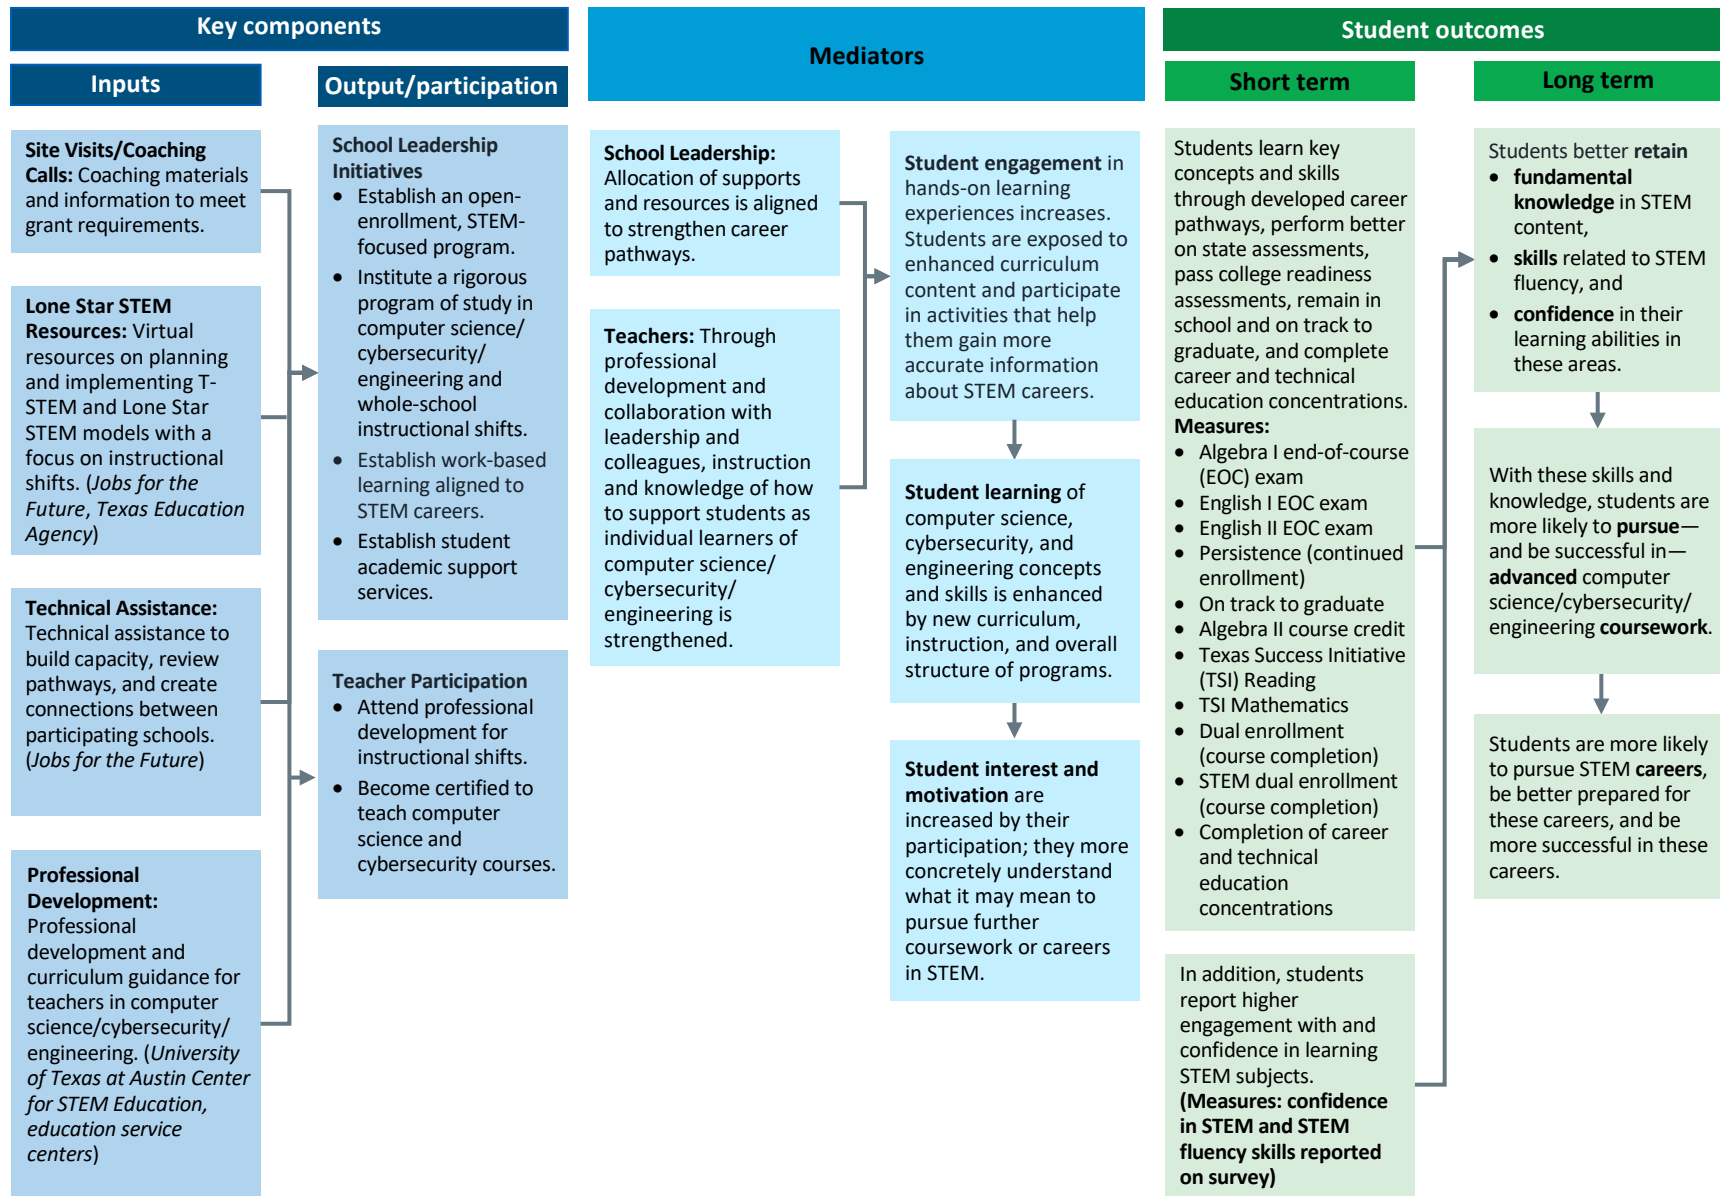 Key components
Inputs
Site Visits/Coaching
Calls: Coaching materials
and information to meet
grant requirements.
Lone Star STEM
Resources: Virtual
resources on planning
and implementing T-
STEM and Lone Star
STEM models with a
focus on instructional
shifts. (Jobs for the
Future, Texas Education
Agency)
Technical Assistance:
Technical assistance to
build capacity, review
pathways, and create
connections between
participating schools.
(Jobs for the Future)
Professional
Development:
Professional
development and
curriculum guidance for
teachers in computer
science/cybersecurity/
engineering. (University
of Texas at Austin Center
for STEM Education,
education service
centers)
Output/participation
School Leadership
Initiatives
• Establish an open-
enrollment, STEM-
focused program.
• Institute a rigorous
program of study in
computer science/
cybersecurity/
engineering and
whole-school
instructional shifts.
• Establish work-based
learning aligned to
STEM careers.
• Establish student
academic support
services.
Teacher Participation
• Attend professional
development for
instructional shifts.
• Become certified to
teach computer
science and
cybersecurity courses.
Mediators
School Leadership:
Allocation of supports
and resources is aligned
to strengthen career
pathways.
Teachers: Through
professional
development and
collaboration with
leadership and
colleagues, instruction
and knowledge of how
to support students as
individual learners of
computer science/
cybersecurity/
engineering is
strengthened.
Student engagement in
hands-on learning
experiences increases.
Students are exposed to
enhanced curriculum
content and participate
in activities that help
them gain more
accurate information
about STEM careers.
Student learning of
computer science,
cybersecurity, and
engineering concepts
and skills is enhanced
by new curriculum,
instruction, and overall
structure of programs.
Student interest and
motivation are
increased by their
participation; they more
concretely understand
what it may mean to
pursue further
coursework or careers
in STEM.
Student outcomes
Short term
Students learn key
concepts and skills
through developed career
pathways, perform better
on state assessments,
pass college readiness
assessments, remain in
school and on track to
graduate, and complete
career and technical
education concentrations.
Measures:
• Algebra I end-of-course
(EOC) exam
• English I EOC exam
• English II EOC exam
• Persistence (continued
enrollment)
• On track to graduate
• Algebra II course credit
• Texas Success Initiative
(TSI) Reading
• TSI Mathematics
• Dual enrollment
(course completion)
• STEM dual enrollment
(course completion)
• Completion of career
and technical
education
concentrations
In addition, students
report higher
engagement with and
confidence in learning
STEM subjects.
(Measures: confidence
in STEM and STEM
fluency skills reported
on survey)
Long term
Students better retain
• fundamental
knowledge in STEM
content,
• skills related to STEM
fluency, and
• confidence in their
learning abilities in
these areas.
With these skills and
knowledge, students are
more likely to pursue—
and be successful in—
advanced computer
science/cybersecurity/
engineering coursework.
Students are more likely
to pursue STEM careers,
be better prepared for
these careers, and be
more successful in these
careers.